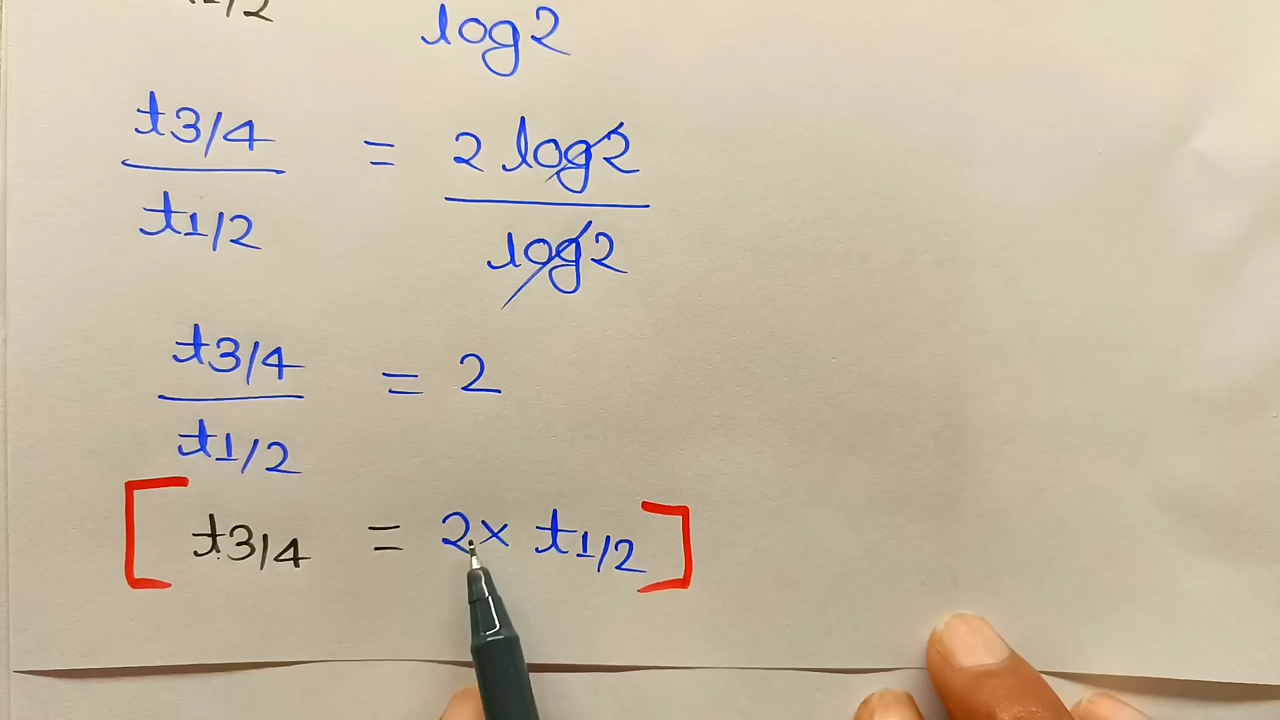 log2
t3/4 = 2 log2
t1/2 log2
t3/4 = 2
t1/2
[ t3/4 = 2 × t1/2 ]